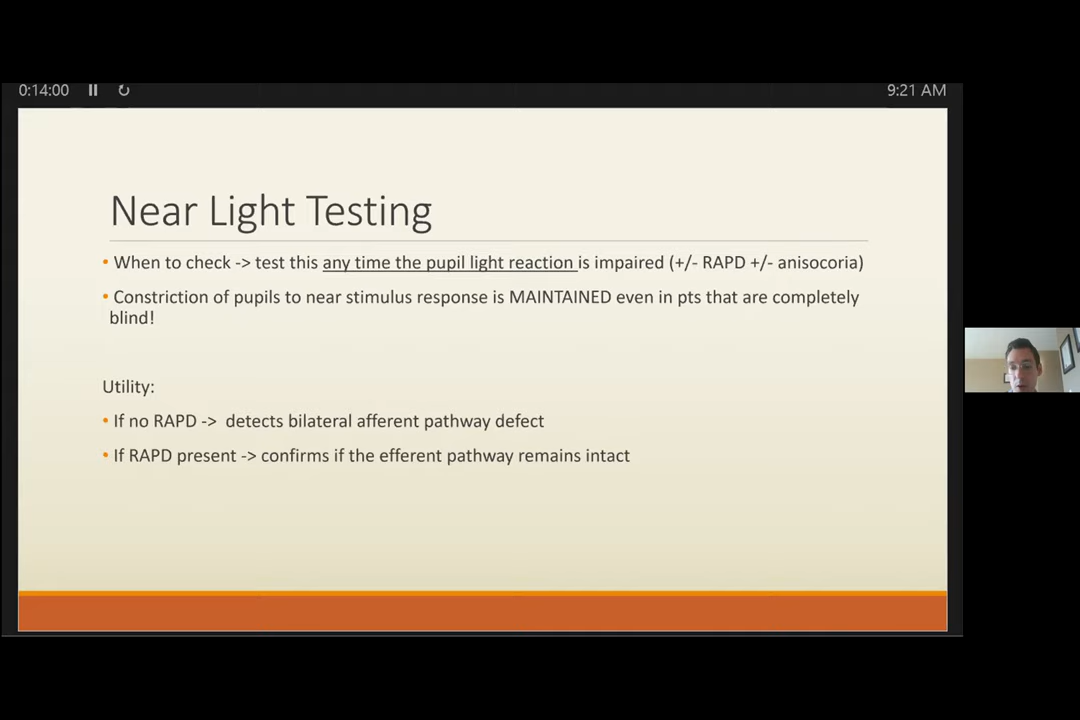 0:14:00
9:21 AM
Near Light Testing
• When to check -> test this any time the pupil light reaction is impaired (+/- RAPD +/- anisocoria)
• Constriction of pupils to near stimulus response is MAINTAINED even in pts that are completely
blind!
Utility:
• If no RAPD -> detects bilateral afferent pathway defect
• If RAPD present -> confirms if the efferent pathway remains intact